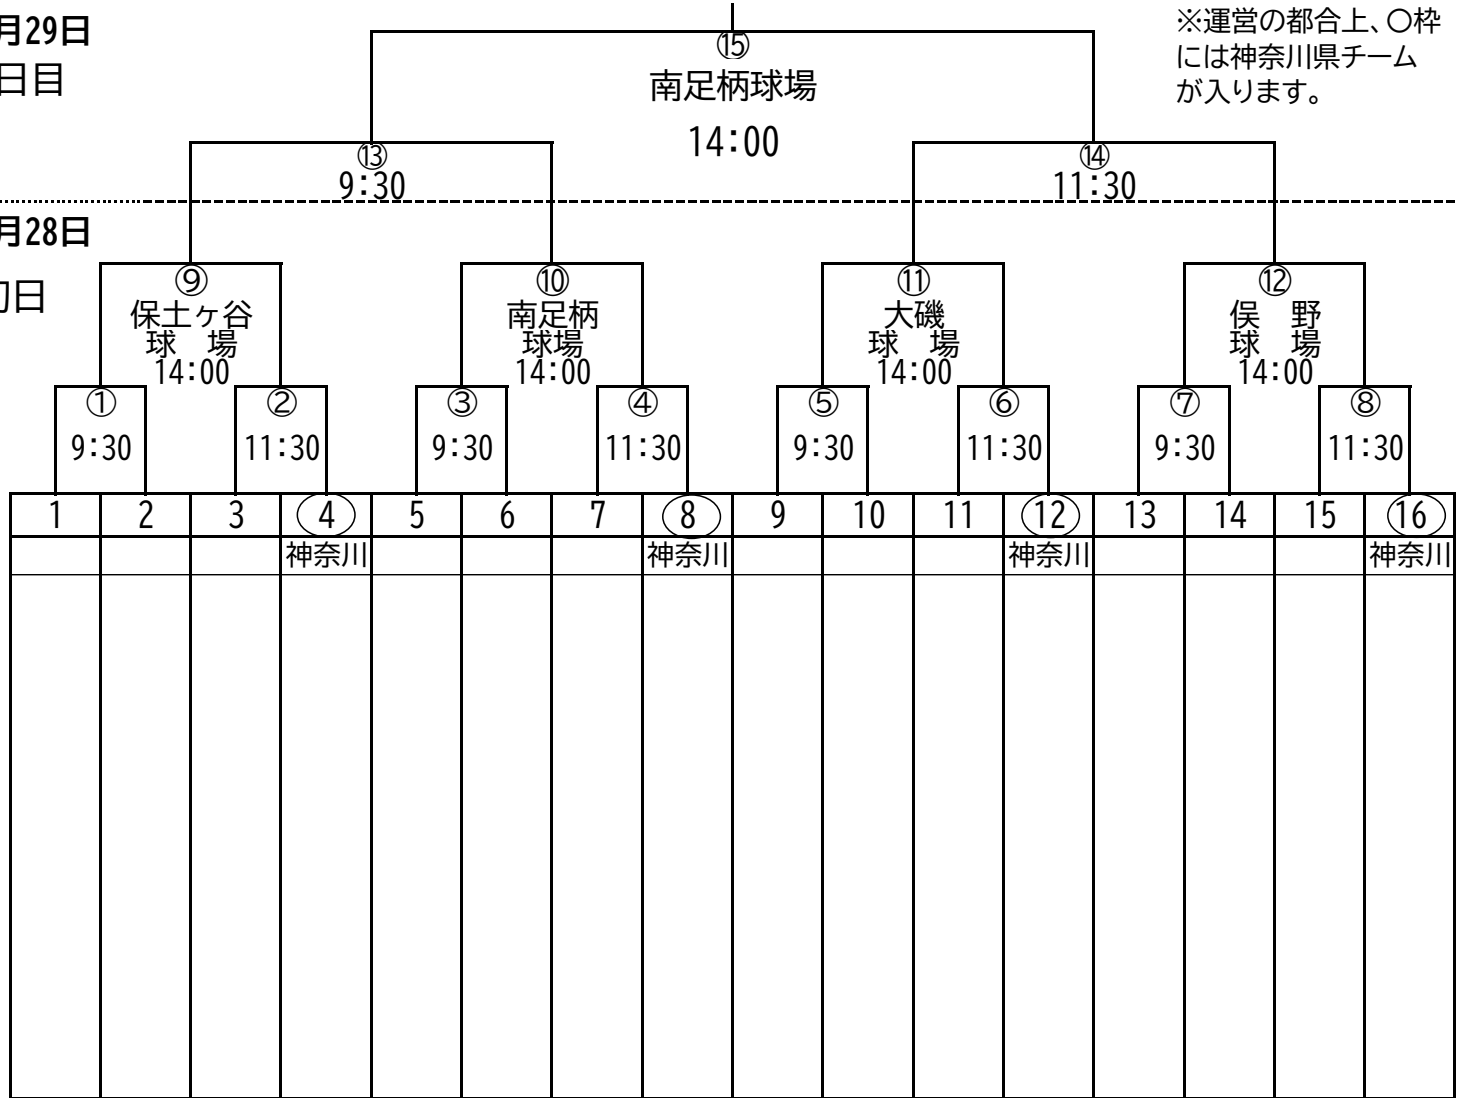 月29日
日目
⑮
南足柄球場
14:00
※運営の都合上、〇枠
には神奈川県チーム
が入ります。
⑬
9:30
⑭
11:30
月28日
日
⑨
保土ヶ谷
球　場
14:00
⑩
南足柄
球場
14:00
⑪
大磯
球　場
14:00
⑫
俣　野
球　場
14:00
① ② ③ ④ ⑤ ⑥ ⑦ ⑧
9:30 11:30 9:30 11:30 9:30 11:30 9:30 11:30
1 2 3 4 5 6 7 8 9 10 11 12 13 14 15 16
神奈川 神奈川 神奈川 神奈川